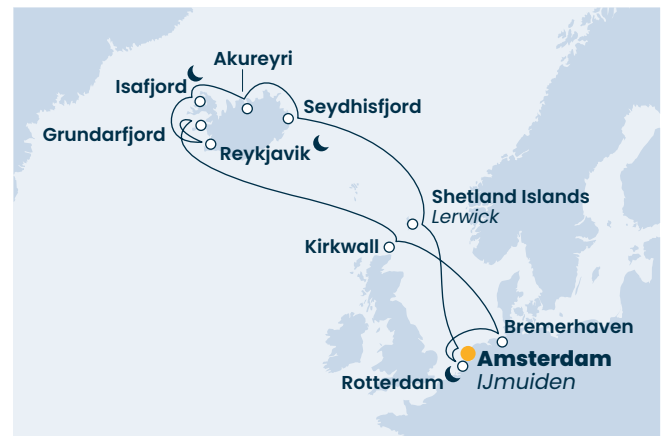 Akureyri
Isafjord
Seydhisfjord
Grundarfjord
Reykjavik
Shetland Islands
Lerwick
Kirkwall
Bremerhaven
Amsterdam
Rotterdam
IJmuiden